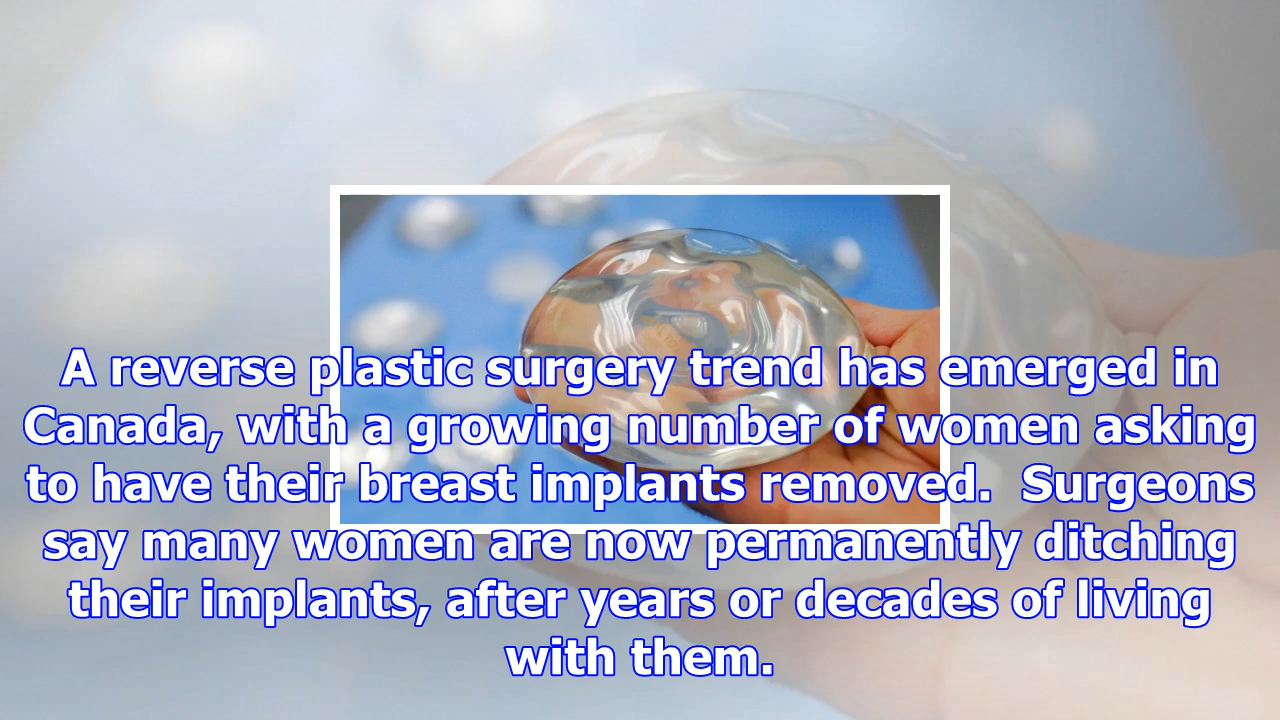 A reverse plastic surgery trend has emerged in
Canada, with a growing number of women asking
to have their breast implants removed.  Surgeons
say many women are now permanently ditching
their implants, after years or decades of living
with them.